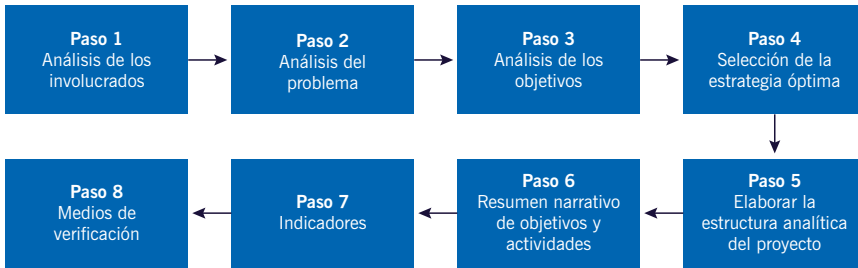 Paso 1
Análisis de los
involucrados
Paso 2
Análisis del
problema
Paso 3
Análisis de los
objetivos
Paso 4
Selección de la
estrategia óptima
Paso 5
Elaborar la
estructura analítica
del proyecto
Paso 6
Resumen narrativo
de objetivos y
actividades
Paso 7
Indicadores
Paso 8
Medios de
verificación